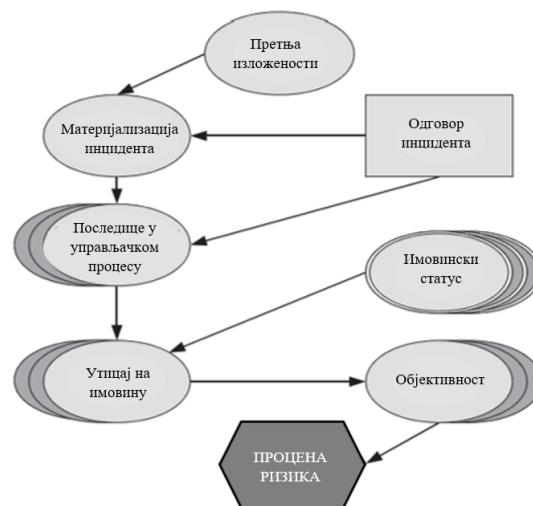 Претња
изложености
Материјализација
инцидента
Одговор
инцидента
Последице у
управљачком
процесу
Имовински
статус
Утицај на
имовину
Објективност
ПРОЦЕНА
РИЗИКА